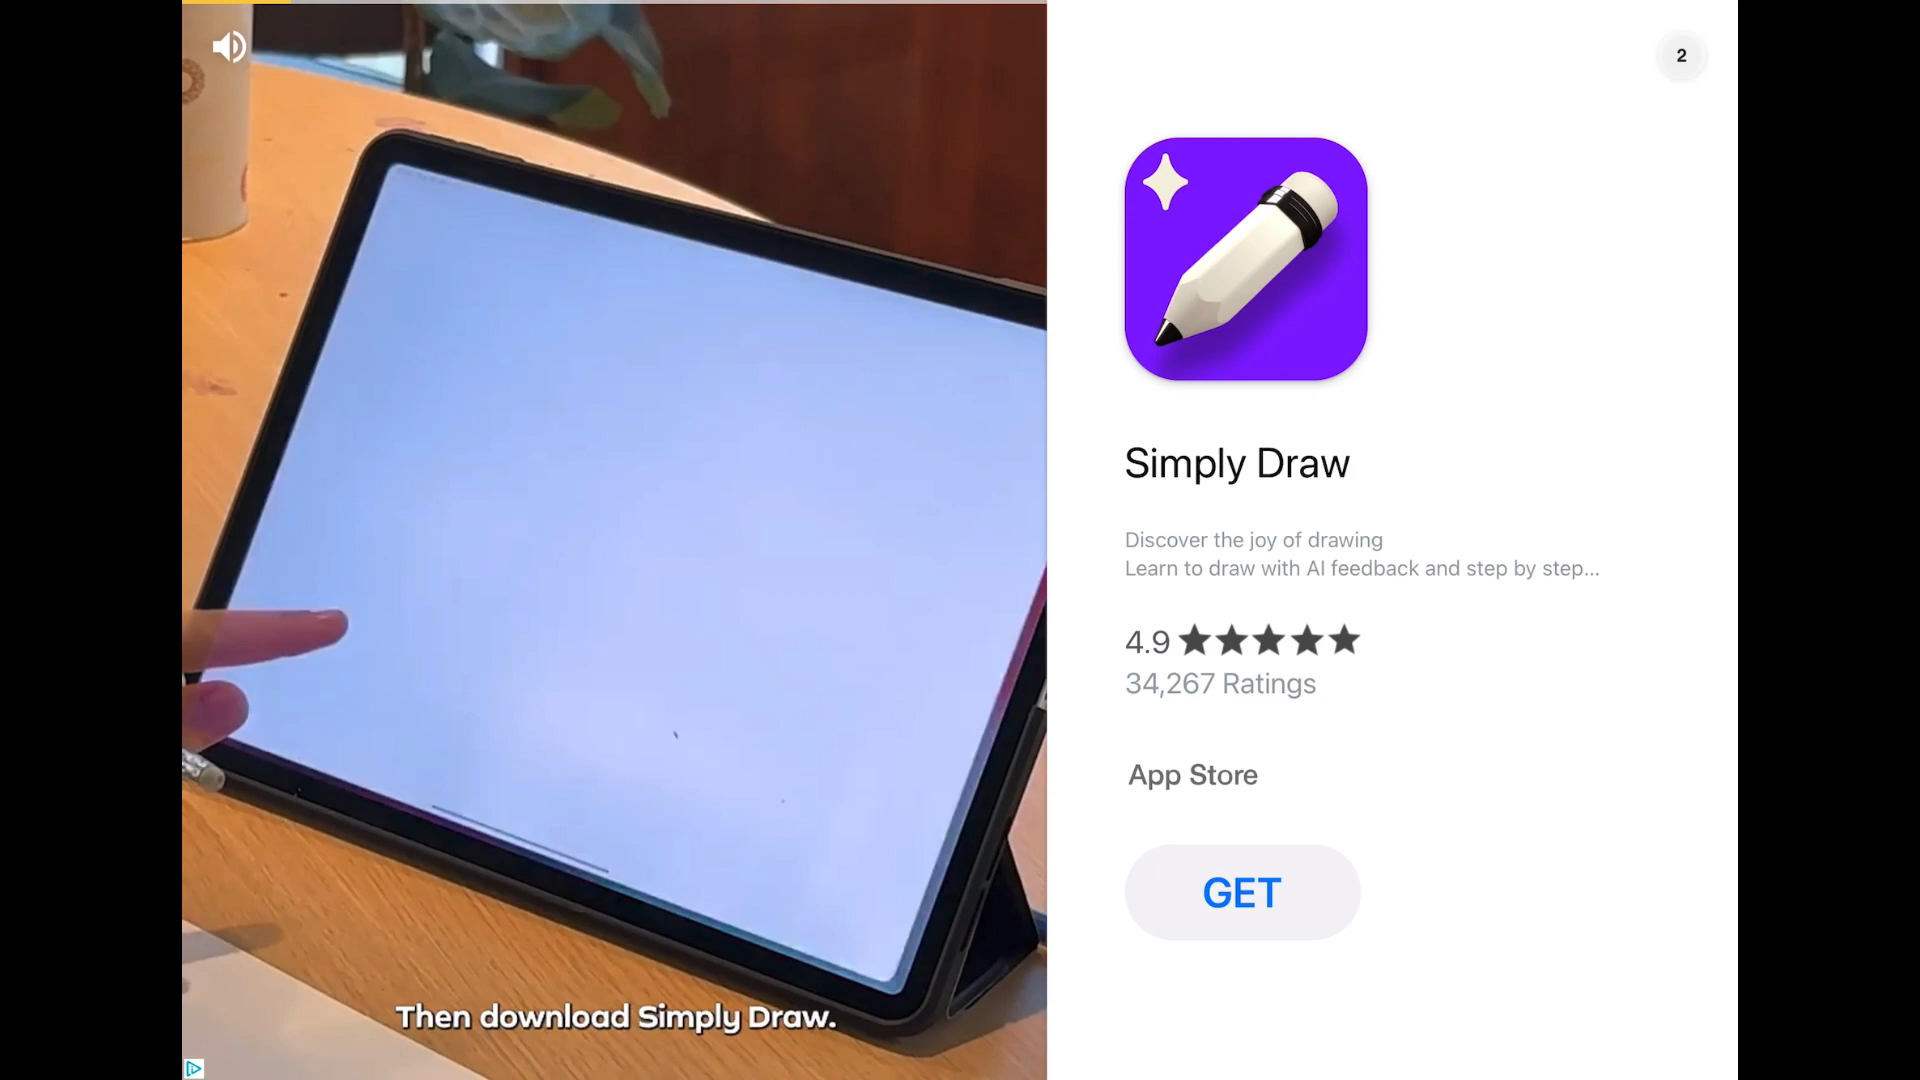 2
Simply Draw
Discover the joy of drawing
Learn to draw with AI feedback and step by step...
4.9
34,267 Ratings
App Store
GET
Then download Simply Draw.